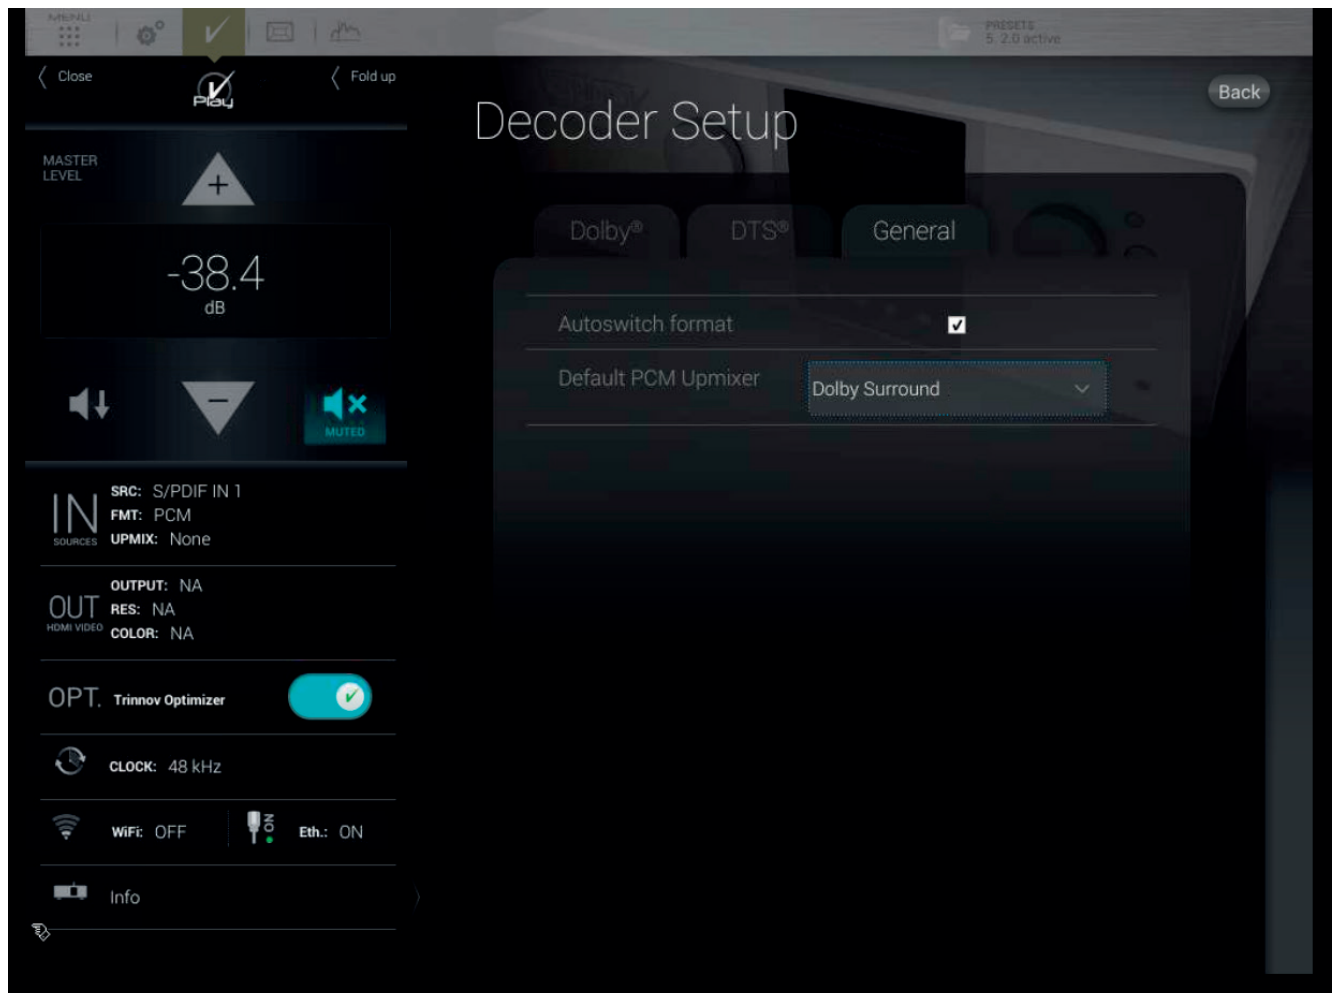 MENU
PRESETS
5. 2.0 active
Close
Play
Fold up
Back
Decoder Setup
MASTER
LEVEL
+
Dolby® DTS® General
-38.4
dB
Autoswitch format
Default PCM Upmixer Dolby Surround
MUTED
IN
SOURCES
SRC: S/PDIF IN 1
FMT: PCM
UPMIX: None
OUT
HDMI VIDEO
OUTPUT: NA
RES: NA
COLOR: NA
OPT. Trinnov Optimizer
CLOCK: 48 kHz
WiFi: OFF
ON
Eth.: ON
Info